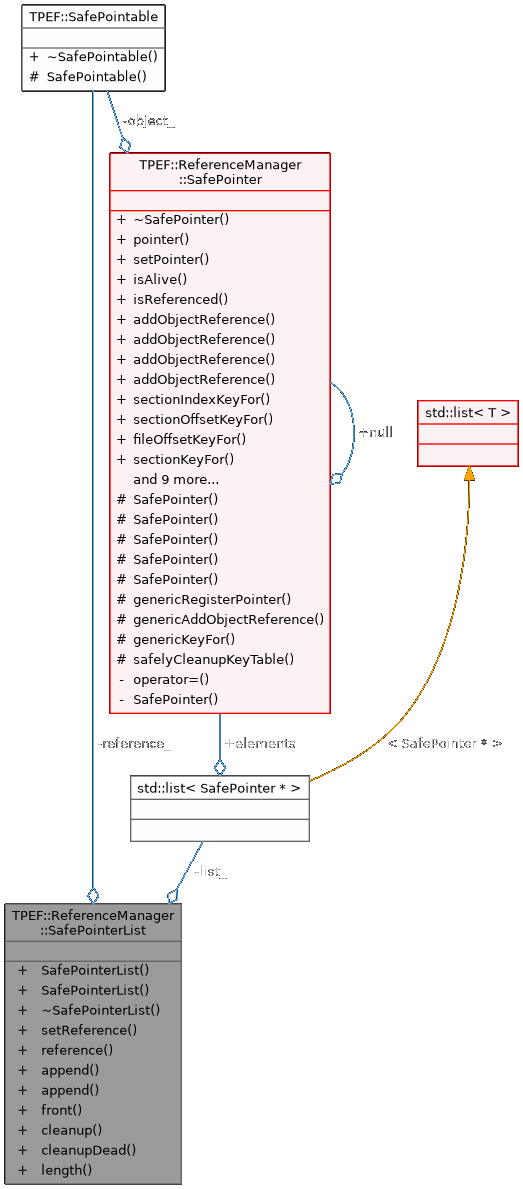 TPEF::SafePointable
+ ~SafePointable()
# SafePointable()
-object_
TPEF::ReferenceManager
::SafePointer
+ ~SafePointer()
+ pointer()
+ setPointer()
+ isAlive()
+ isReferenced()
+ addObjectReference()
+ addObjectReference()
+ addObjectReference()
+ addObjectReference()
+ sectionIndexKeyFor()
+ sectionOffsetKeyFor()
+ fileOffsetKeyFor()
+ sectionKeyFor()
and 9 more...
# SafePointer()
# SafePointer()
# SafePointer()
# SafePointer()
# SafePointer()
# genericRegisterPointer()
# genericAddObjectReference()
# genericKeyFor()
# safelyCleanupKeyTable()
- operator=()
- SafePointer()
+null
std::list< T >
-reference_
+elements
< SafePointer * >
std::list< SafePointer * >
-list_
TPEF::ReferenceManager
::SafePointerList
+ SafePointerList()
+ SafePointerList()
+ ~SafePointerList()
+ setReference()
+ reference()
+ append()
+ append()
+ front()
+ cleanup()
+ cleanupDead()
+ length()